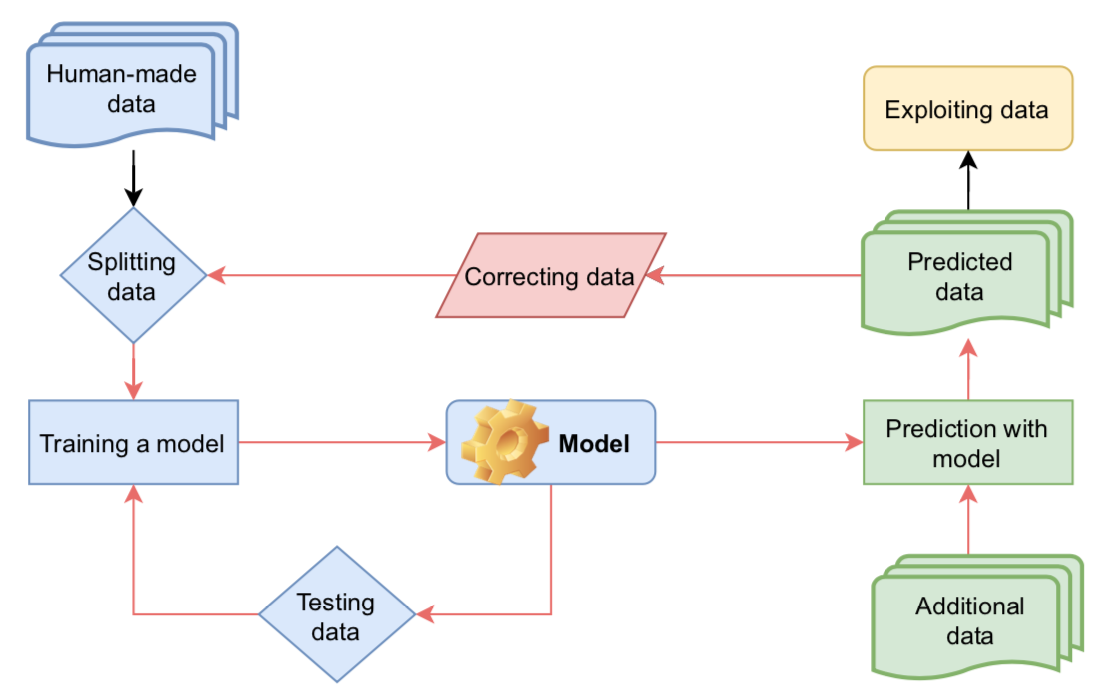 Human-made
data
Exploiting data
Splitting
data
Correcting data
Predicted
data
Training a model
Model
Prediction with
model
Testing
data
Additional
data